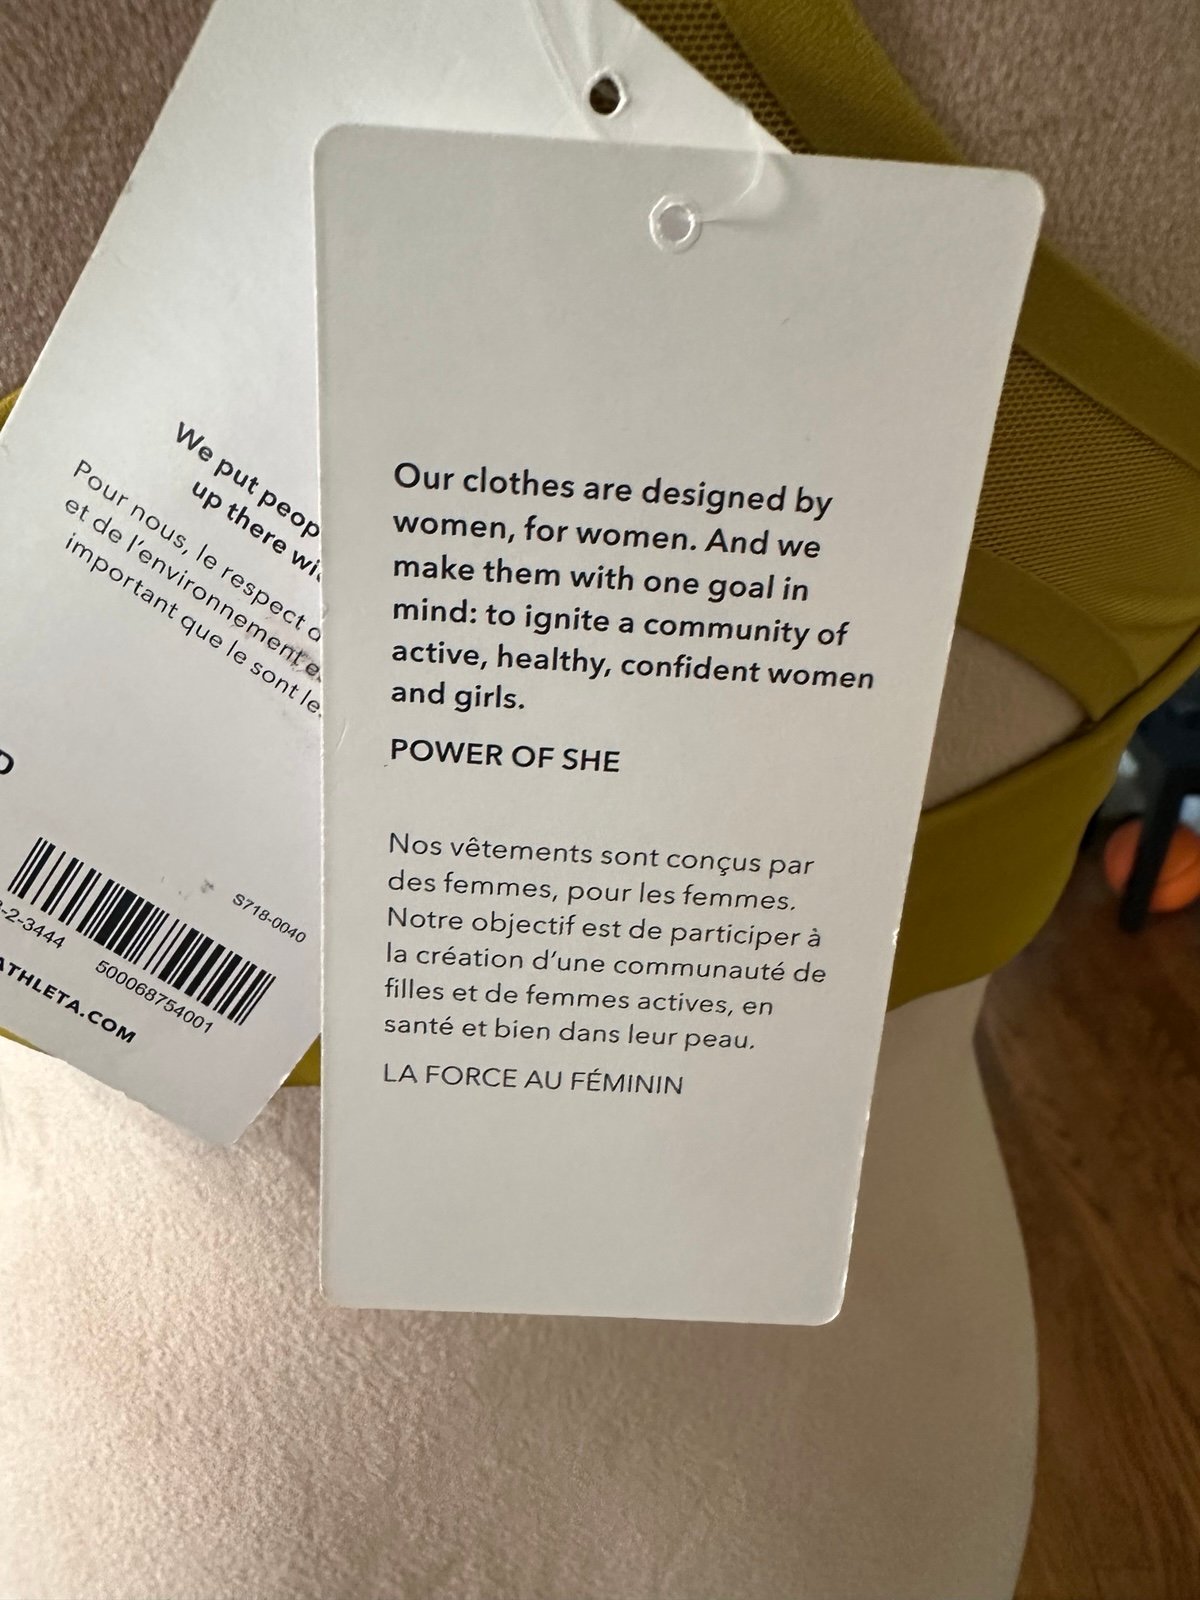 We put peop
up there wi
Pour nous, le respect
et de l'environnement e
important que le sont le
S718-0040
-2-3444
500068754001
ATHLETA.COM
Our clothes are designed by
women, for women. And we
make them with one goal in
mind: to ignite a community of
active, healthy, confident women
and girls.
POWER OF SHE
Nos vêtements sont conçus par
des femmes, pour les femmes.
Notre objectif est de participer à
la création d'une communauté de
filles et de femmes actives, en
santé et bien dans leur peau.
LA FORCE AU FÉMININ